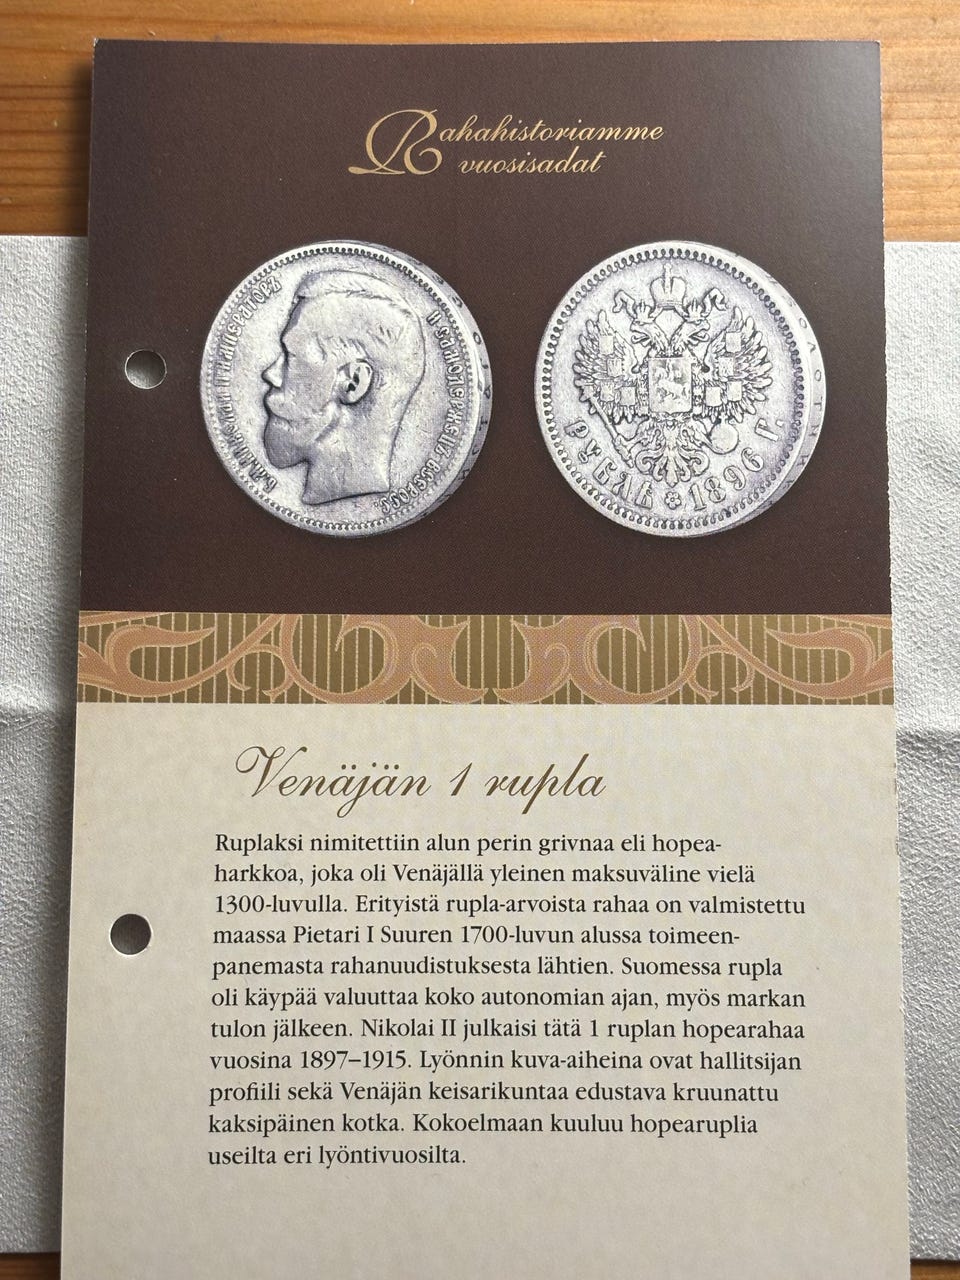 Rahahistoriamme
vuosisadat
РУБЛЬ 1896 Г.
Venäjän 1 rupla
Ruplaksi nimitettiin alun perin grivnaa eli hopea-
harkkoa, joka oli Venäjällä yleinen maksuväline vielä
1300-luvulla. Erityistä rupla-arvoista rahaa on valmistettu
maassa Pietari I Suuren 1700-luvun alussa toimeen-
panemasta rahanuudistuksesta lähtien. Suomessa rupla
oli käypää valuuttaa koko autonomian ajan, myös markan
tulon jälkeen. Nikolai II julkaisi tätä 1 ruplan hopearahaa
vuosina 1897–1915. Lyönnin kuva-aiheina ovat hallitsijan
profiili sekä Venäjän keisarikuntaa edustava kruunattu
kaksipäinen kotka. Kokoelmaan kuuluu hopearuplia
useilta eri lyöntivuosilta.